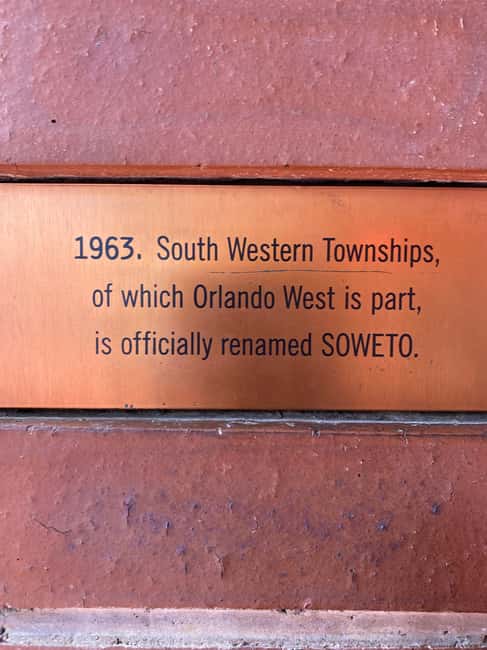 1963. South Western Townships,
of which Orlando West is part,
is officially renamed SOWETO.